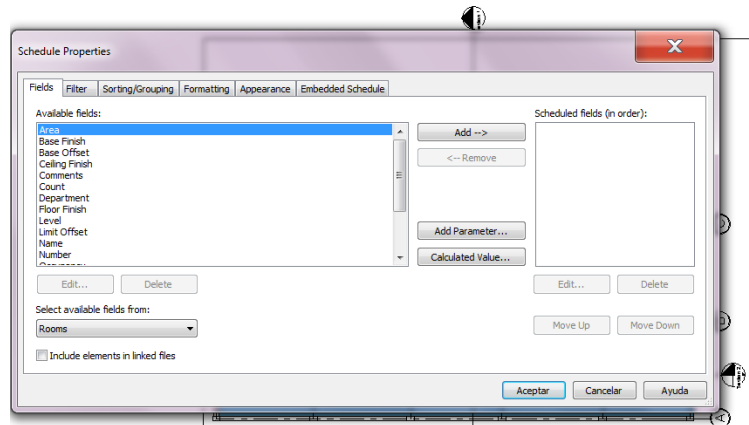 Schedule Properties
Fields
Filter
Sorting/Grouping
Formatting
Appearance
Embedded Schedule
Available fields:
Area
Base Finish
Base Offset
Ceiling Finish
Comments
Count
Department
Floor Finish
Level
Limit Offset
Name
Number
Add -->
<-- Remove
Add Parameter...
Calculated Value...
Scheduled fields (in order):
Edit...
Delete
Edit...
Delete
Select available fields from:
Rooms
Move Up
Move Down
Include elements in linked files
Aceptar
Cancelar
Ayuda
A